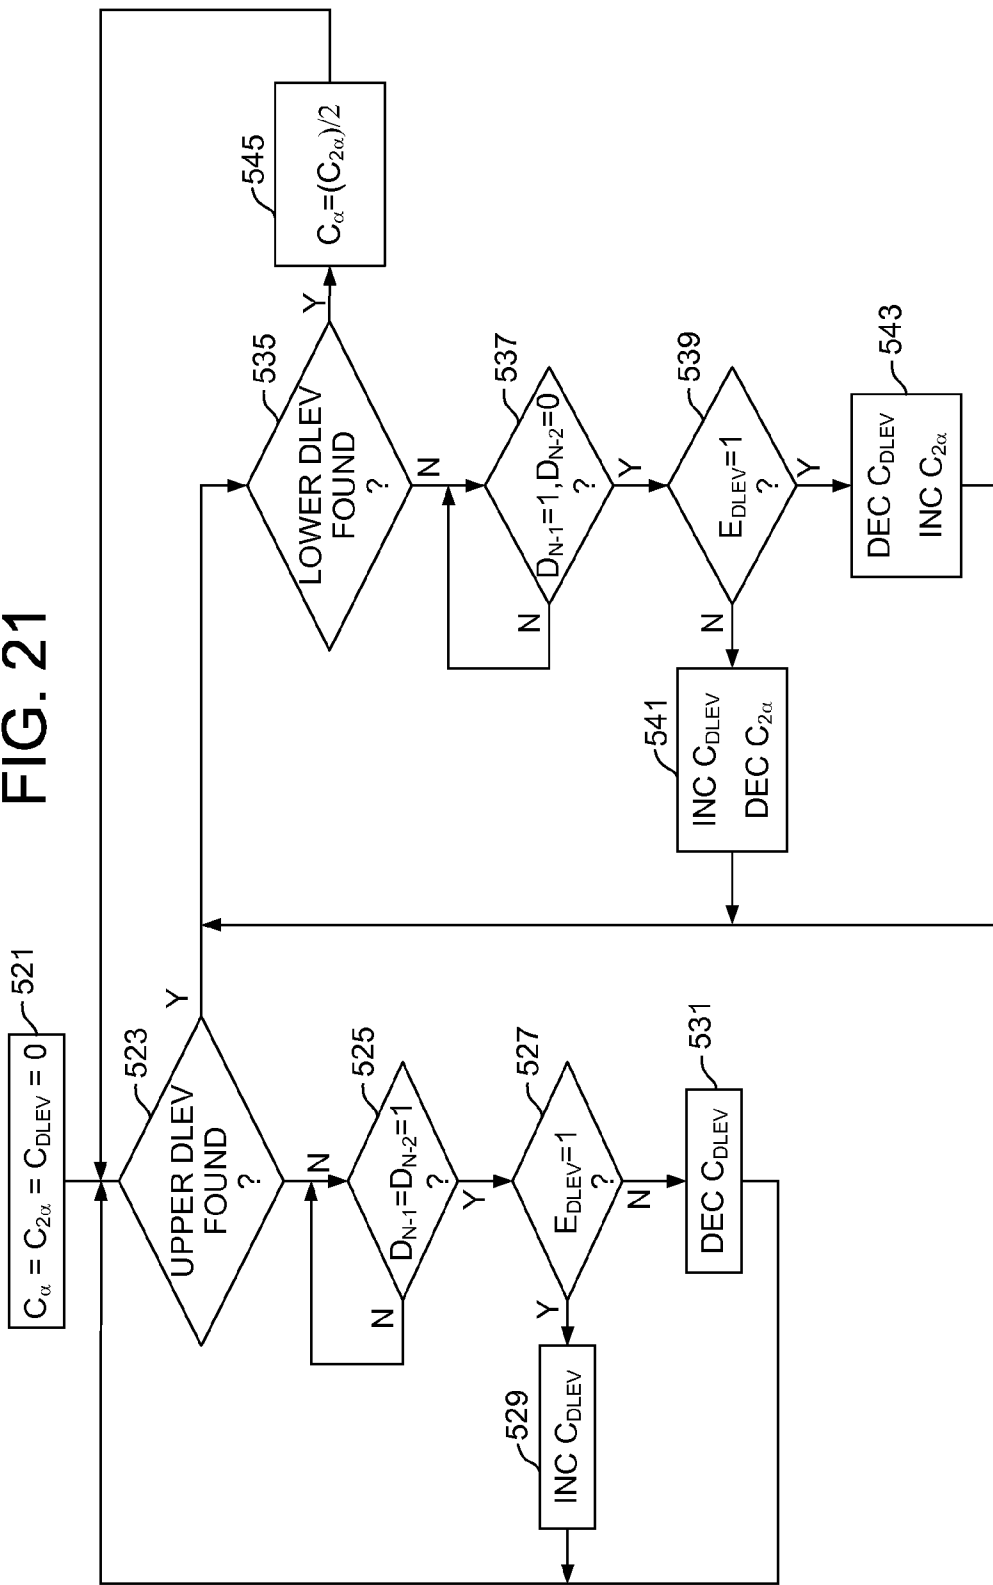 FIG. 21
521
Cα = C2α = CDLEV = 0
523
UPPER DLEV
FOUND
?
Y
N
525
DN-1=DN-2=1
?
N
Y
527
EDLEV=1
?
Y
N
529
INC CDLEV
531
DEC CDLEV
535
LOWER DLEV
FOUND
?
Y
N
545
Cα=(C2α)/2
537
DN-1=1,DN-2=0
?
N
Y
539
EDLEV=1
?
N
Y
541
INC CDLEV
DEC C2α
543
DEC CDLEV
INC C2α